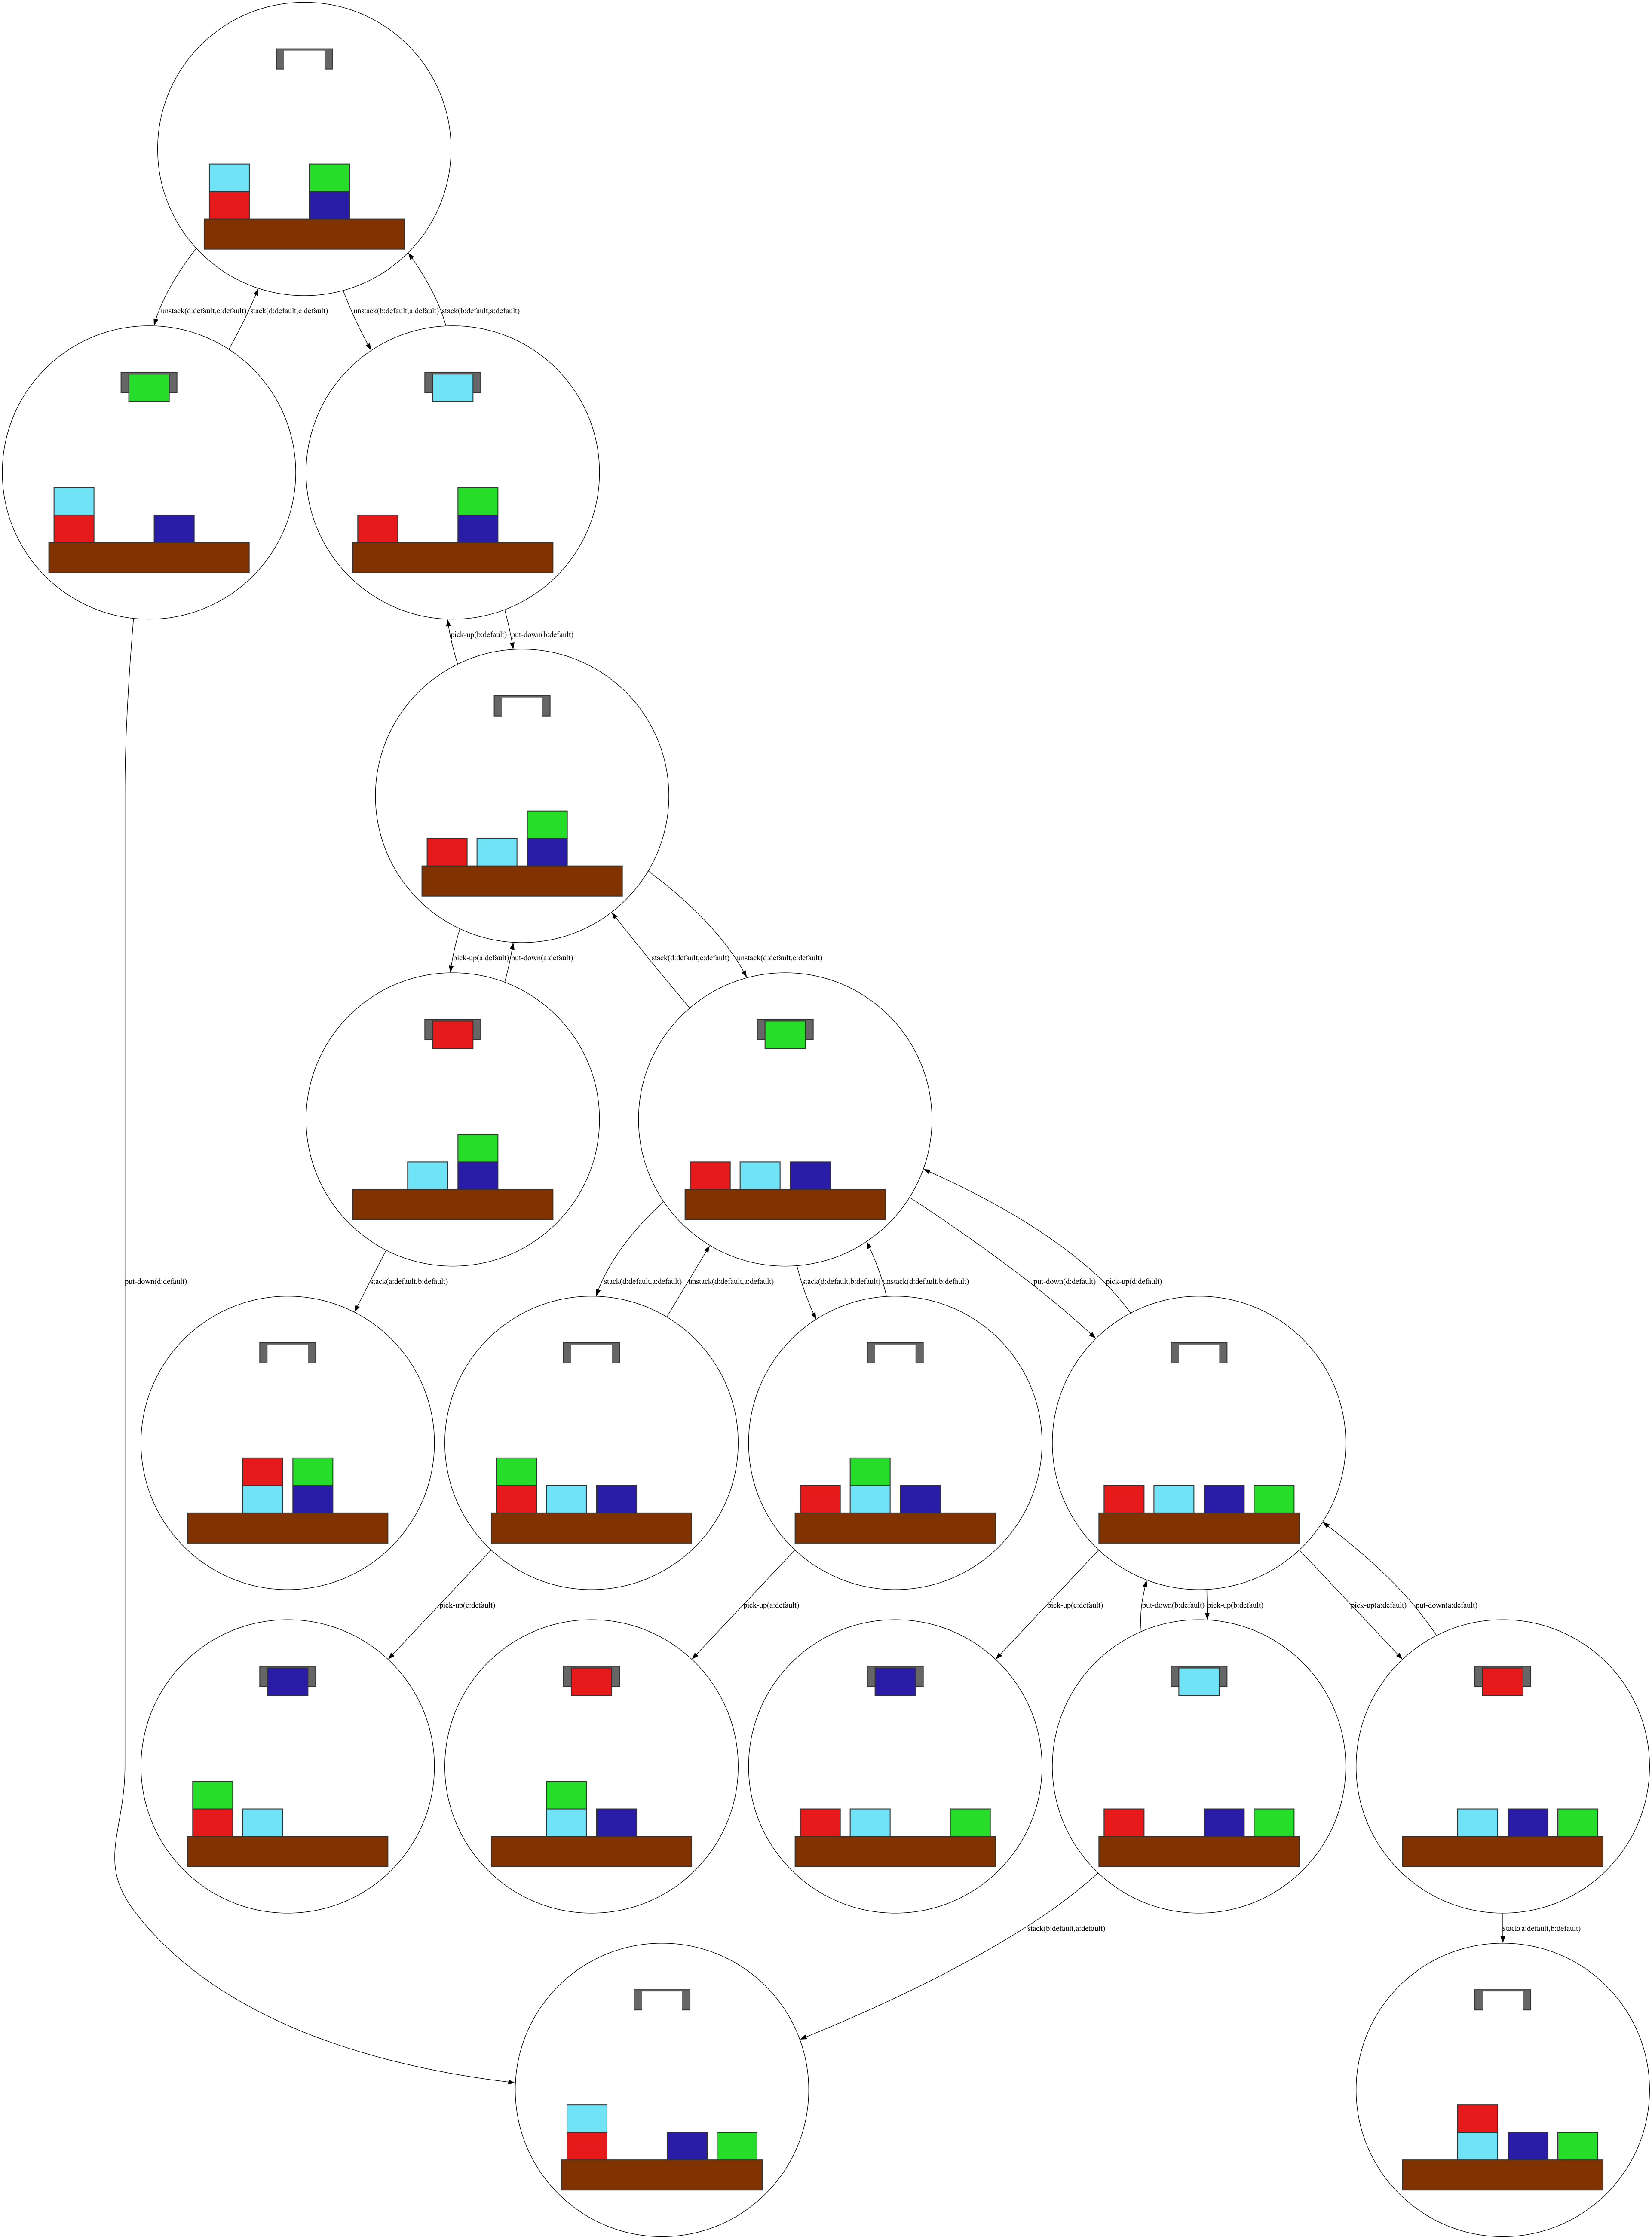 unstack(d:default,c:default)
stack(d:default,c:default)
unstack(b:default,a:default)
stack(b:default,a:default)
pick-up(b:default)
put-down(b:default)
pick-up(a:default)
put-down(a:default)
stack(d:default,c:default)
unstack(d:default,c:default)
put-down(d:default)
stack(a:default,b:default)
stack(d:default,a:default)
unstack(d:default,a:default)
stack(d:default,b:default)
unstack(d:default,b:default)
put-down(d:default)
pick-up(d:default)
pick-up(c:default)
pick-up(a:default)
pick-up(c:default)
put-down(b:default)
pick-up(b:default)
pick-up(a:default)
put-down(a:default)
stack(b:default,a:default)
stack(a:default,b:default)